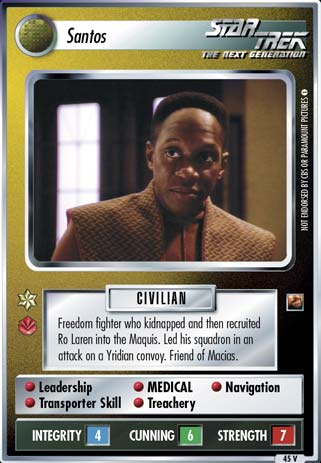 Santos
STAR TREK
THE NEXT GENERATION
NOT ENDORSED BY CBS OR PARAMOUNT PICTURES
CIVILIAN
Freedom fighter who kidnapped and then recruited
Ro Laren into the Maquis. Led his squadron in an
attack on a Yridian convoy. Friend of Macias.
Leadership MEDICAL Navigation
Transporter Skill Treachery
INTEGRITY 4 CUNNING 6 STRENGTH 7
45 V